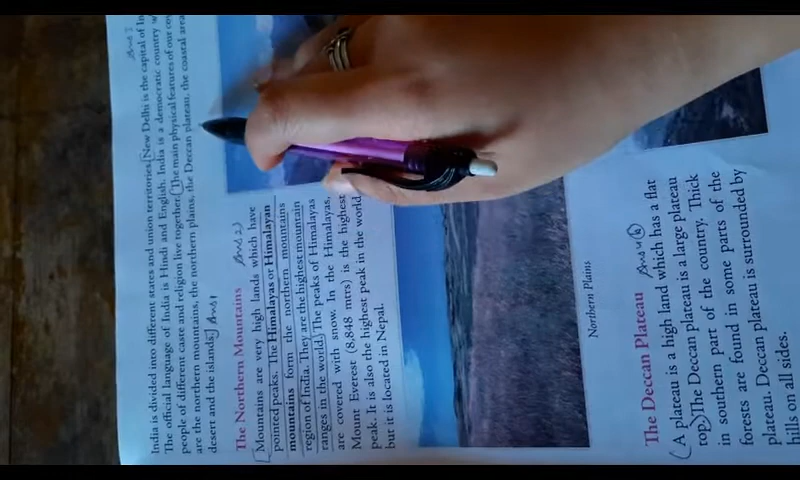 India is divided into different states and union territories. New Delhi is the capital of In
The official language of India is Hindi and English. India is a democratic country w
people of different caste and religion live together. The main physical features of our cou
are the northern mountains, the northern plains, the Deccan plateau, the coastal area
desert and the islands. Ans1
The Northern Mountains Ans 2)
Mountains are very high lands which have
pointed peaks. The Himalayas or Himalayan
mountains form the northern mountains
region of India. They are the highest mountain
ranges in the world. The peaks of Himalayas
are covered with snow. In the Himalayas,
Mount Everest (8,848 mtrs) is the highest
peak. It is also the highest peak in the world
but it is located in Nepal.
Northern Plains
The Deccan Plateau
A plateau is a high land which has a flat
top. The Deccan plateau is a large plateau
in southern part of the country. Thick
forests are found in some parts of the
plateau. Deccan plateau is surrounded by
hills on all sides.